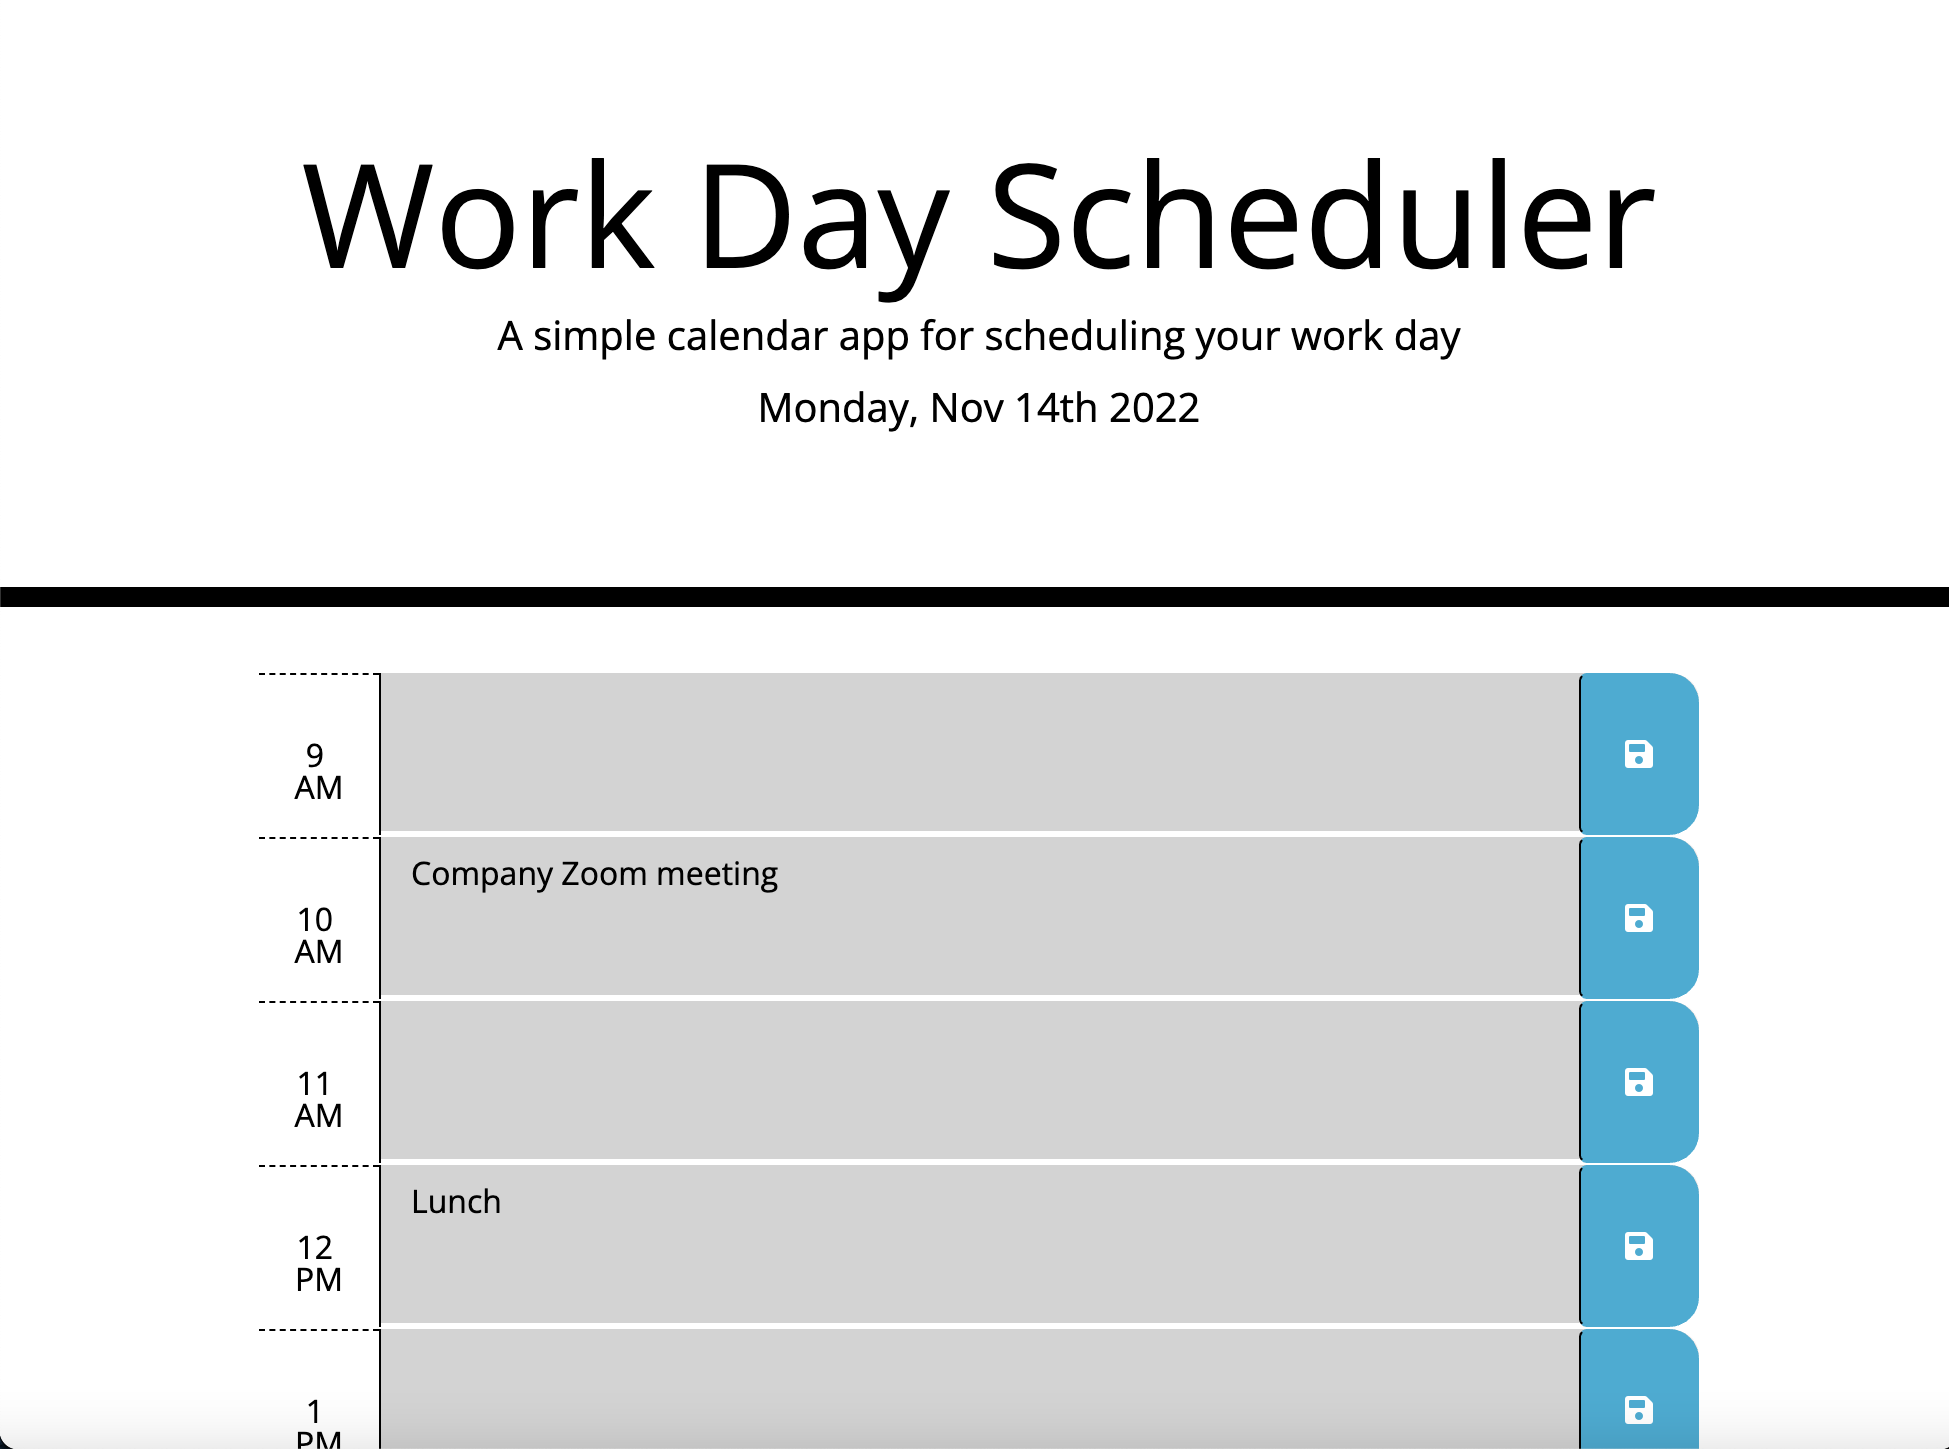 Work Day Scheduler
A simple calendar app for scheduling your work day
Monday, Nov 14th 2022
9
AM
10
AM
Company Zoom meeting
11
AM
12
PM
Lunch
1
PM